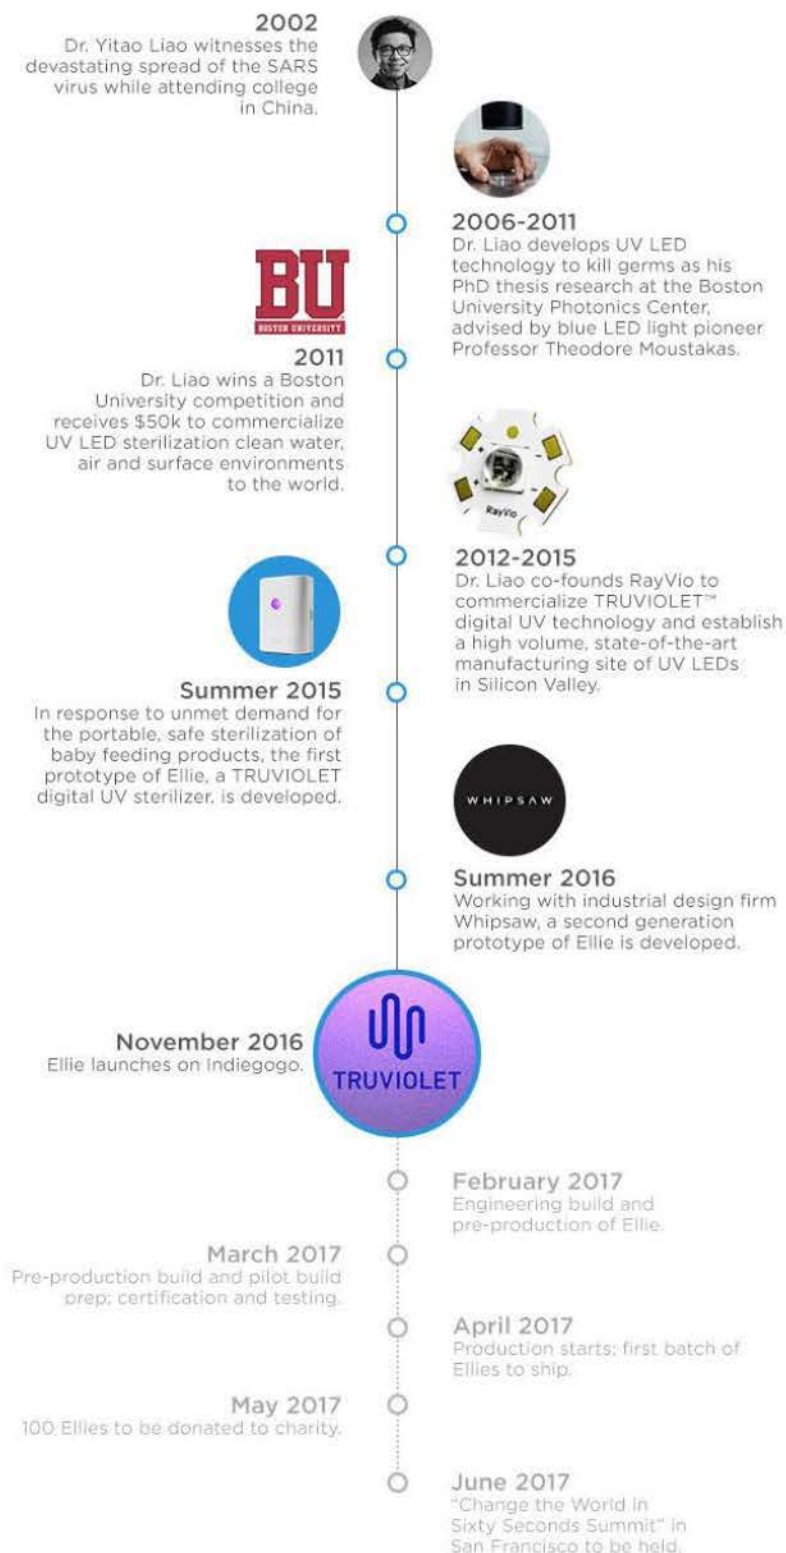 2002
Dr. Yitao Liao witnesses the
devastating spread of the SARS
virus while attending college
in China.
2006-2011
Dr. Liao develops UV LED
technology to kill germs as his
PhD thesis research at the Boston
University Photonics Center,
advised by blue LED light pioneer
Professor Theodore Moustakas.
BU
BOSTON UNIVERSITY
2011
Dr. Liao wins a Boston
University competition and
receives $50k to commercialize
UV LED sterilization clean water,
air and surface environments
to the world.
RayVio
2012-2015
Dr. Liao co-founds RayVio to
commercialize TRUVIOLET™
digital UV technology and establish
a high volume, state-of-the-art
manufacturing site of UV LEDs
in Silicon Valley.
Summer 2015
In response to unmet demand for
the portable, safe sterilization of
baby feeding products, the first
prototype of Ellie, a TRUVIOLET
digital UV sterilizer, is developed.
WHIPSAW
Summer 2016
Working with industrial design firm
Whipsaw, a second generation
prototype of Ellie is developed.
November 2016
Ellie launches on Indiegogo.
TRUVIOLET
February 2017
Engineering build and
pre-production of Ellie.
March 2017
Pre-production build and pilot build
prep; certification and testing.
April 2017
Production starts; first batch of
Ellies to ship.
May 2017
100 Ellies to be donated to charity.
June 2017
"Change the World in
Sixty Seconds Summit" in
San Francisco to be held.